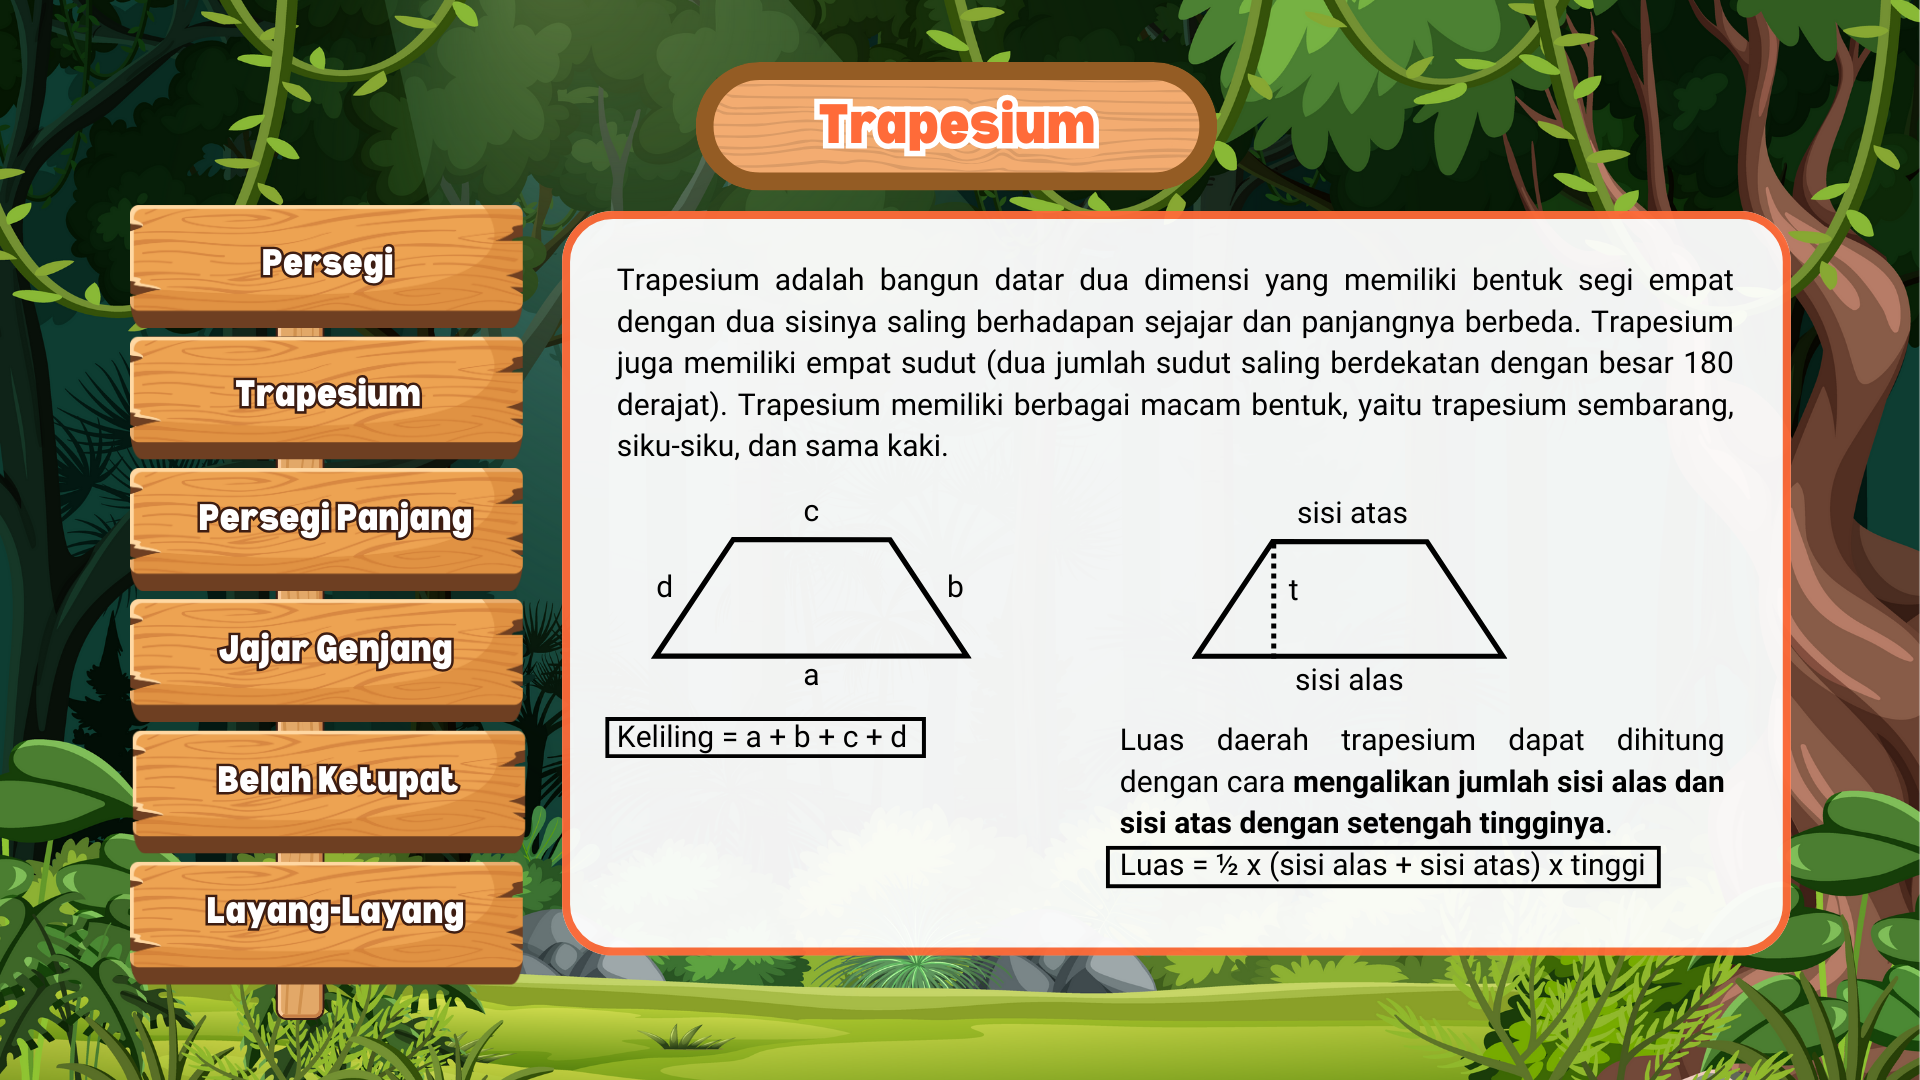 Trapesium
Persegi
Trapesium
Persegi Panjang
Jajar Genjang
Belah Ketupat
Layang-Layang
Trapesium adalah bangun datar dua dimensi yang memiliki bentuk segi empat
dengan dua sisinya saling berhadapan sejajar dan panjangnya berbeda. Trapesium
juga memiliki empat sudut (dua jumlah sudut saling berdekatan dengan besar 180
derajat). Trapesium memiliki berbagai macam bentuk, yaitu trapesium sembarang,
siku-siku, dan sama kaki.
c
d
b
a
Keliling = a + b + c + d
sisi atas
t
sisi alas
Luas daerah trapesium dapat dihitung
dengan cara mengalikan jumlah sisi alas dan
sisi atas dengan setengah tingginya.
Luas = ½ x (sisi alas + sisi atas) x tinggi